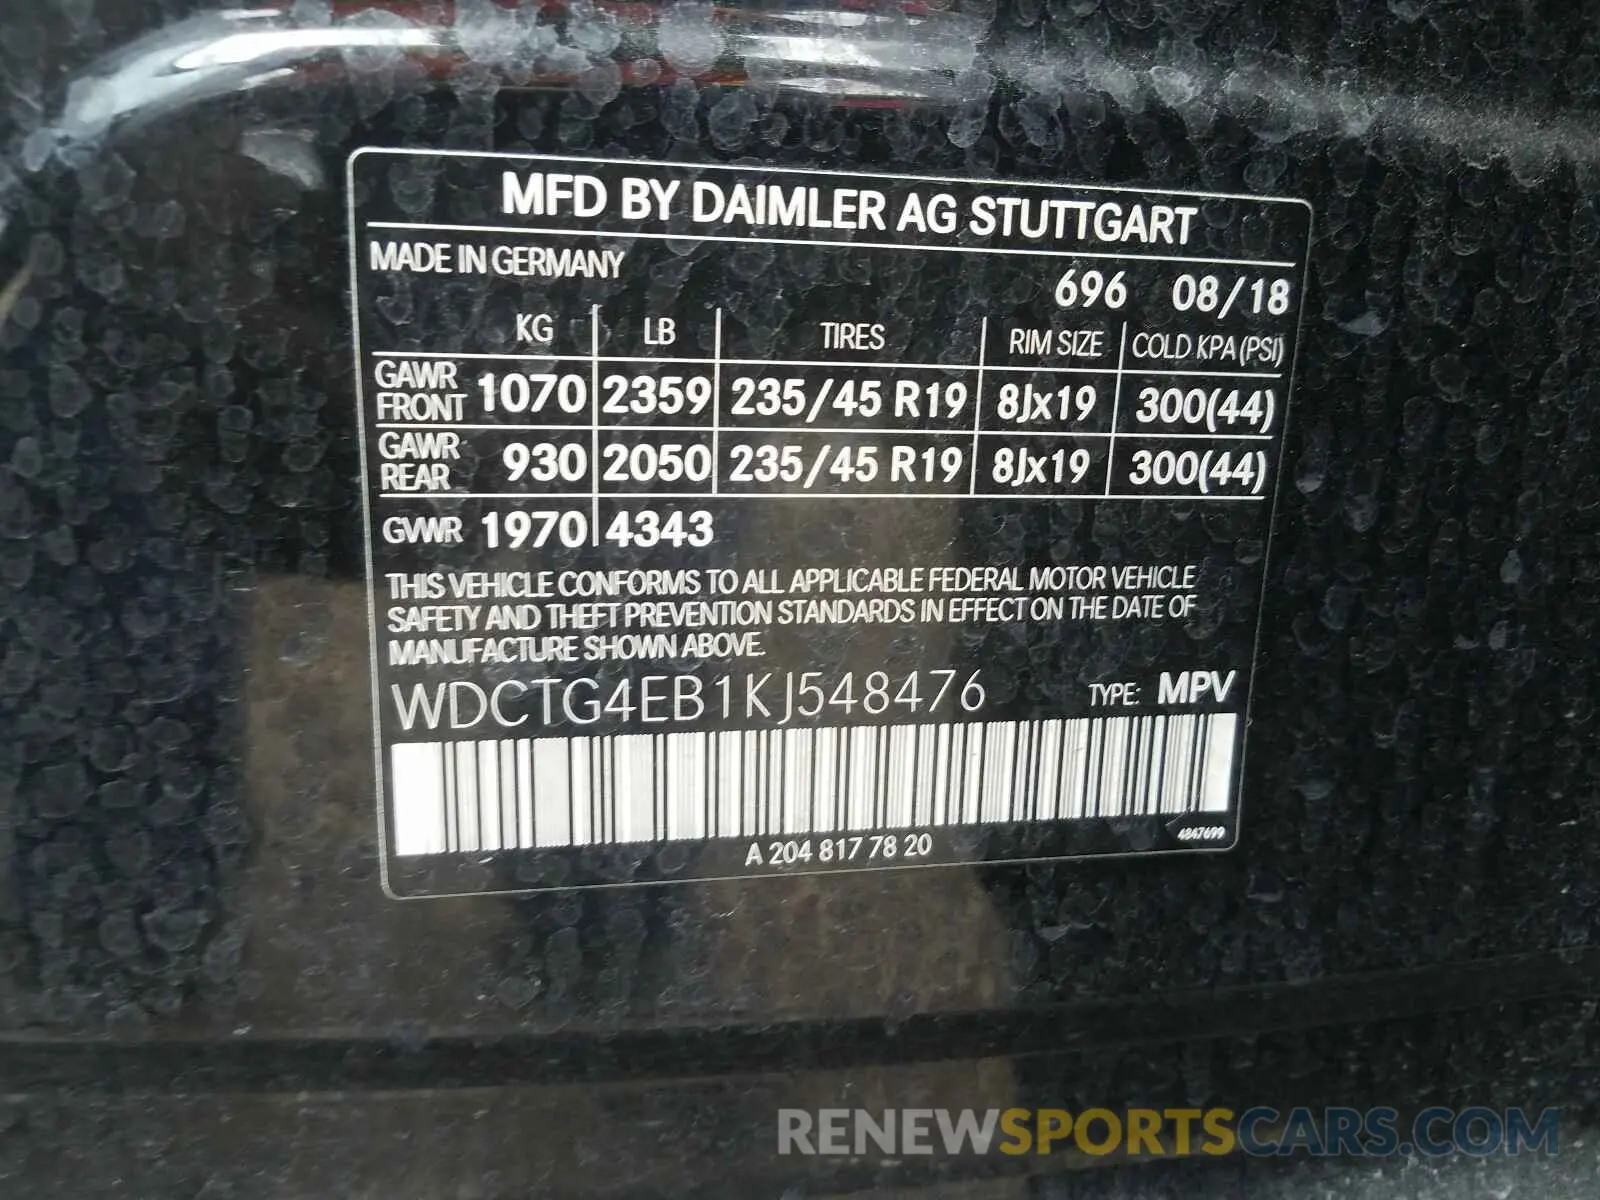 MFD BY DAIMLER AG STUTTGART
MADE IN GERMANY
696 08/18
KG LB TIRES RIM SIZE COLD KPA (PSI)
GAWR FRONT 1070 2359 235/45 R19 8Jx19 300(44)
GAWR REAR 930 2050 235/45 R19 8Jx19 300(44)
GVWR 1970 4343
THIS VEHICLE CONFORMS TO ALL APPLICABLE FEDERAL MOTOR VEHICLE
SAFETY AND THEFT PREVENTION STANDARDS IN EFFECT ON THE DATE OF
MANUFACTURE SHOWN ABOVE.
WDCTG4EB1KJ548476 TYPE: MPV
A 204 817 78 20
4847699
RENEWSPORTSCARS.COM